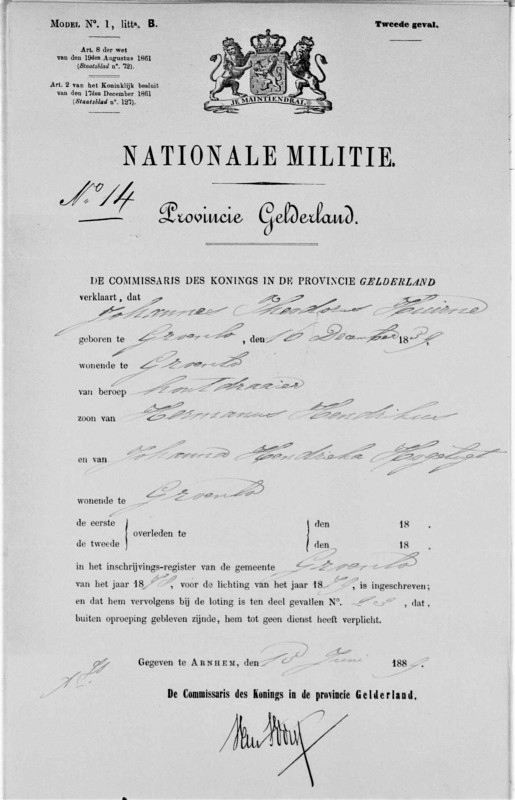 Model N°. 1, litta. B.
Tweede geval.
Art. 8 der wet
van den 19den Augustus 1861
(Staatsblad n°. 72).
Art. 2 van het Koninklijk besluit
van den 17den December 1861
(Staatsblad n°. 127).
JE MAINTIENDRAI
NATIONALE MILITIE.
No 14
Provincie Gelderland.
DE COMMISSARIS DES KONINGS IN DE PROVINCIE GELDERLAND
verklaart, dat
Johannes Theodorus
geboren te Groenlo, den 16 December 1859
wonende te Groenlo
van beroep houtdraaier
zoon van Hermanus Hendrikus
en van Johanna Hendrika
wonende te Groenlo
de eerste } overleden te { den 18 .
de tweede } { den 18 .
in het inschrijvings-register van de gemeente Groenlo
van het jaar 18 , voor de lichting van het jaar 18 , is ingeschreven;
en dat hem vervolgens bij de loting is ten deel gevallen N°. , dat,
buiten oproeping gebleven zijnde, hem tot geen dienst heeft verplicht.
Gegeven te Arnhem, den 13 Juni 1889.
De Commissaris des Konings in de provincie Gelderland.